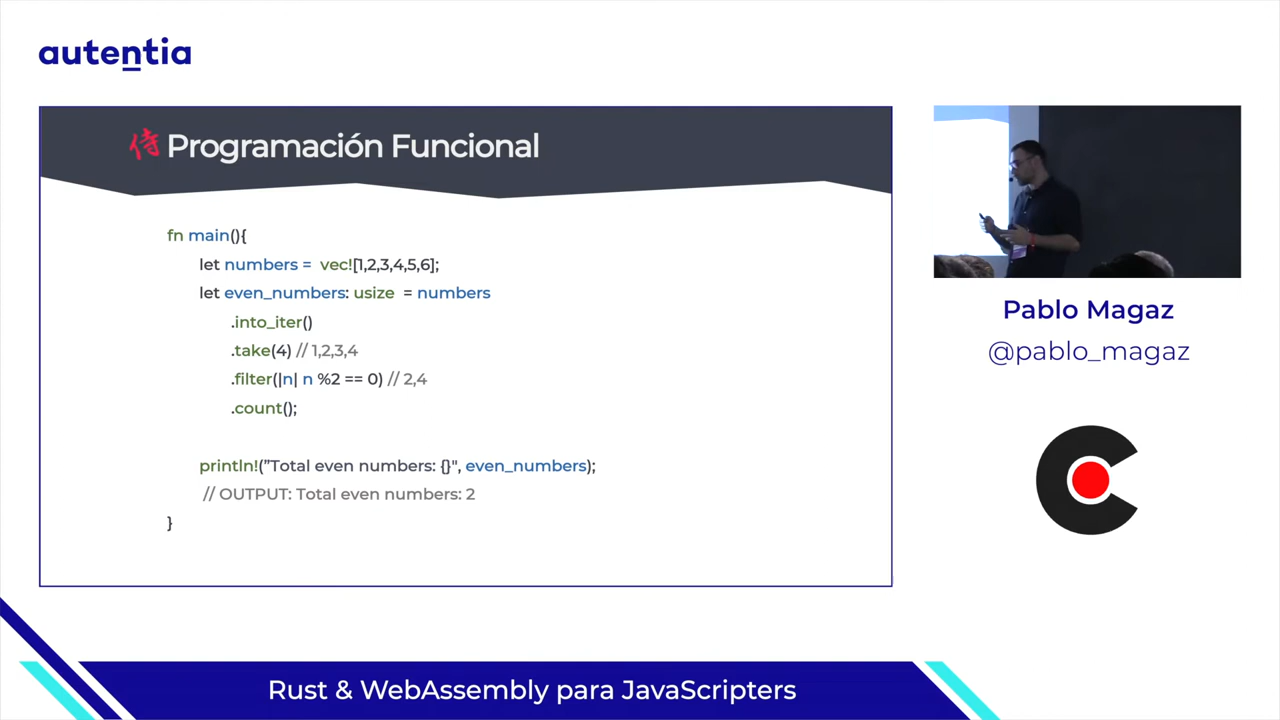 autentia
侍 Programación Funcional
fn main(){
let numbers = vec![1,2,3,4,5,6];
let even_numbers: usize = numbers
.into_iter()
.take(4) // 1,2,3,4
.filter(|n| n %2 == 0) // 2,4
.count();
println!(”Total even numbers: {}", even_numbers);
// OUTPUT: Total even numbers: 2
}
Pablo Magaz
@pablo_magaz
Rust & WebAssembly para JavaScripters